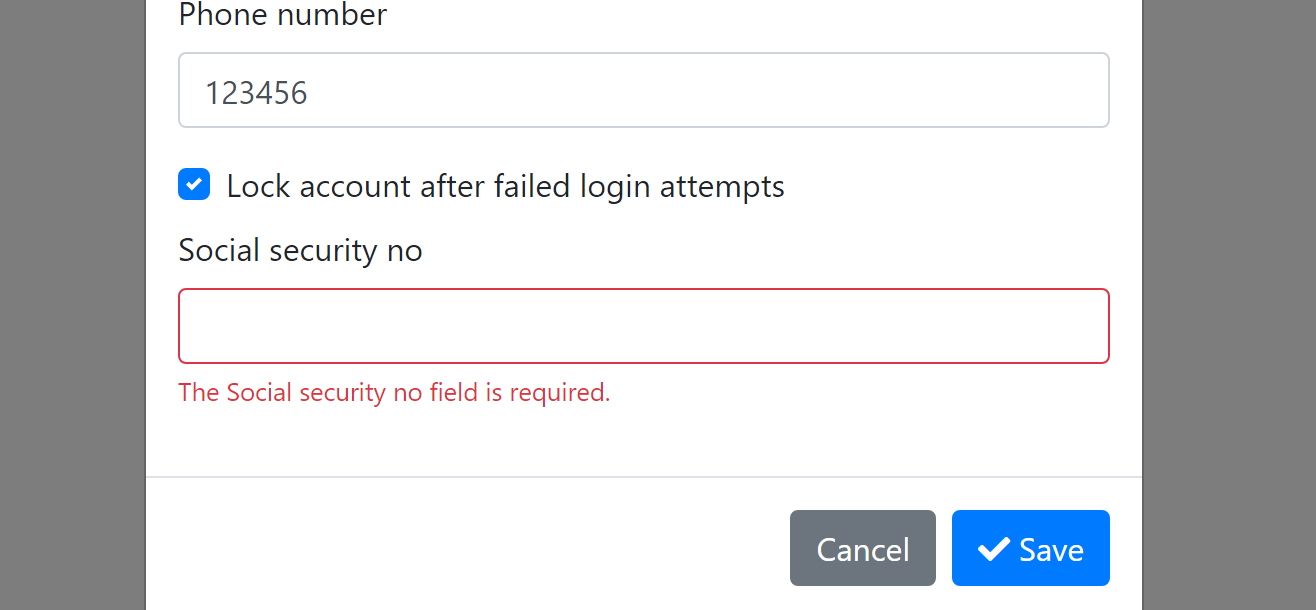 Phone number
123456
Lock account after failed login attempts
Social security no
The Social security no field is required.
Cancel
Save